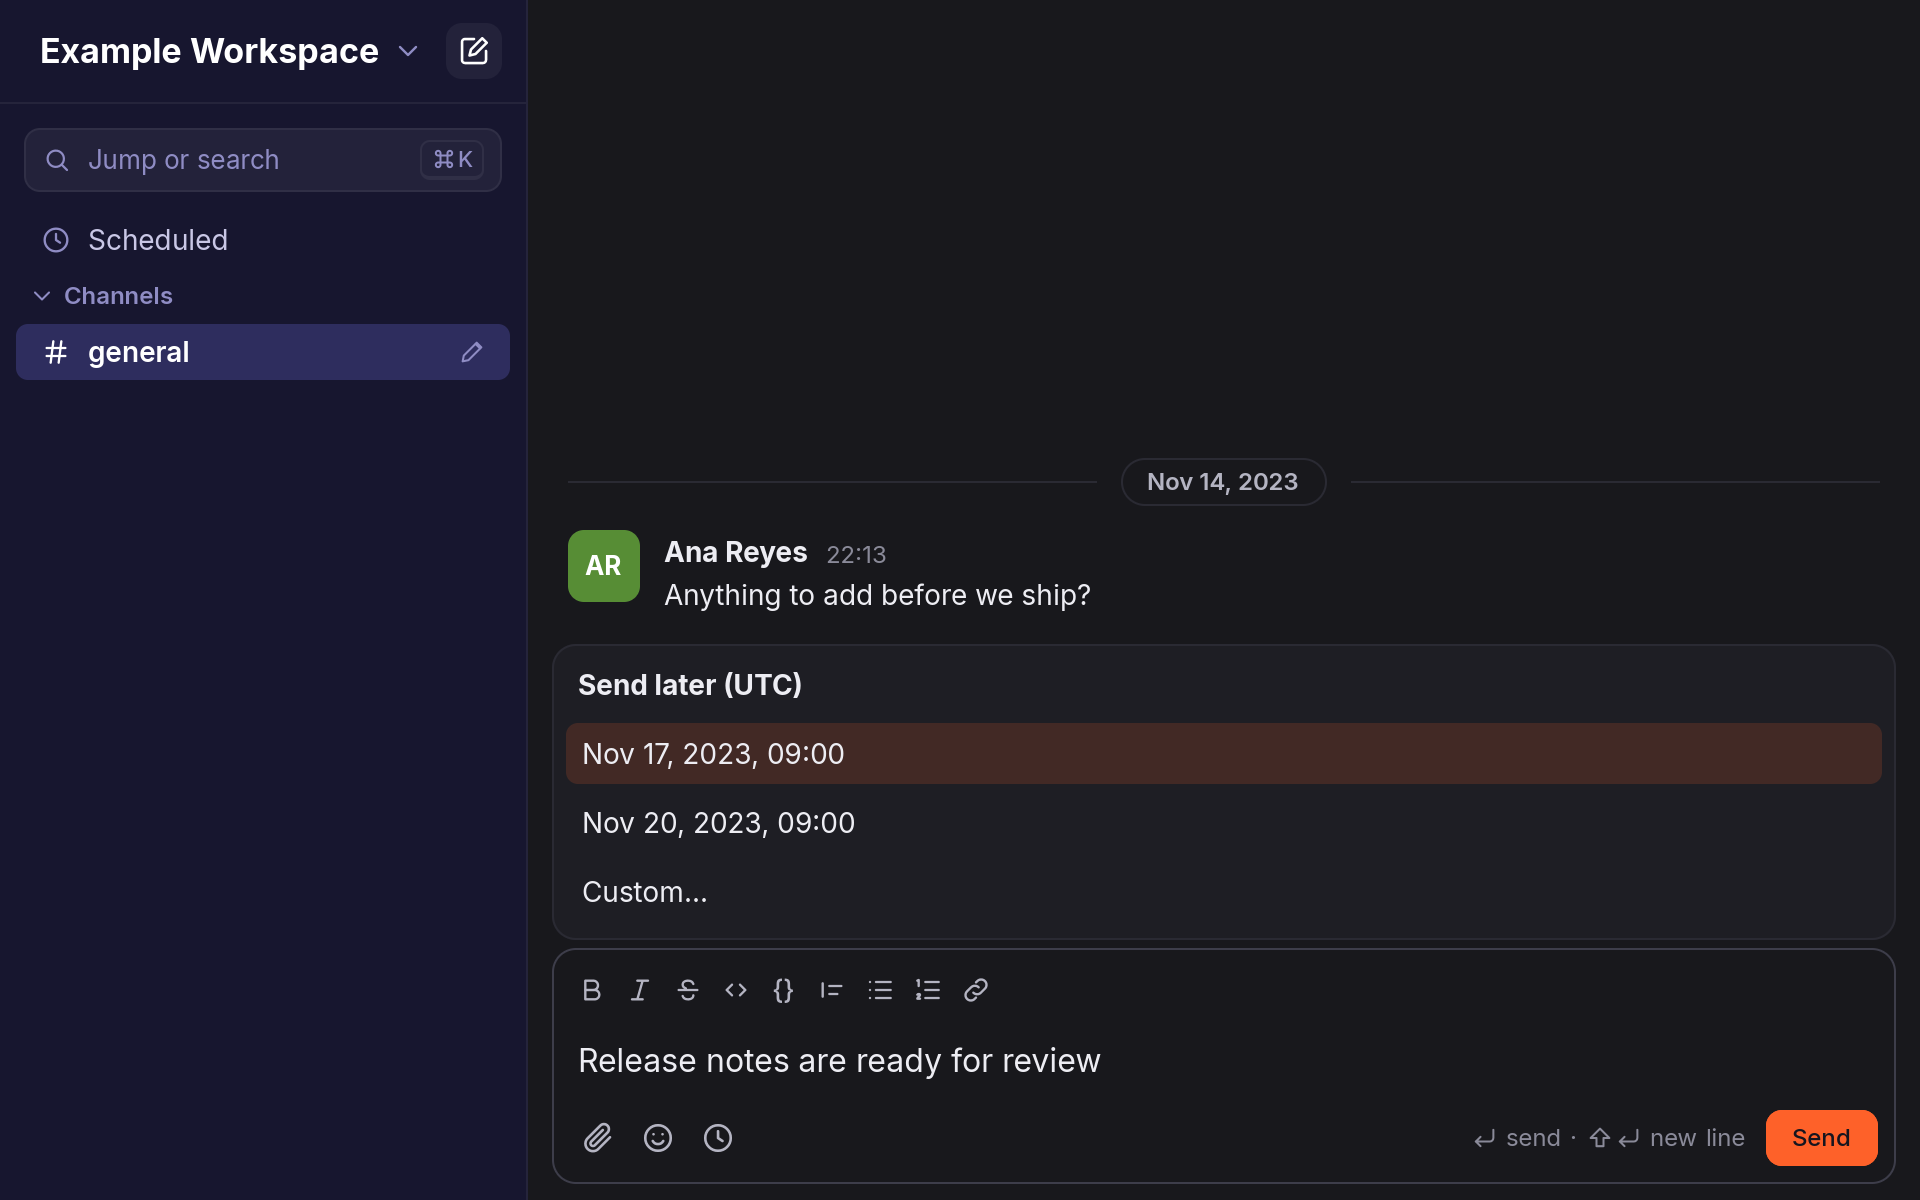 Example Workspace
Jump or search ⌘K
Scheduled
Channels
general
Nov 14, 2023
AR
Ana Reyes 22:13
Anything to add before we ship?
Send later (UTC)
Nov 17, 2023, 09:00
Nov 20, 2023, 09:00
Custom...
Release notes are ready for review
↵ send · ⇧↵ new line
Send